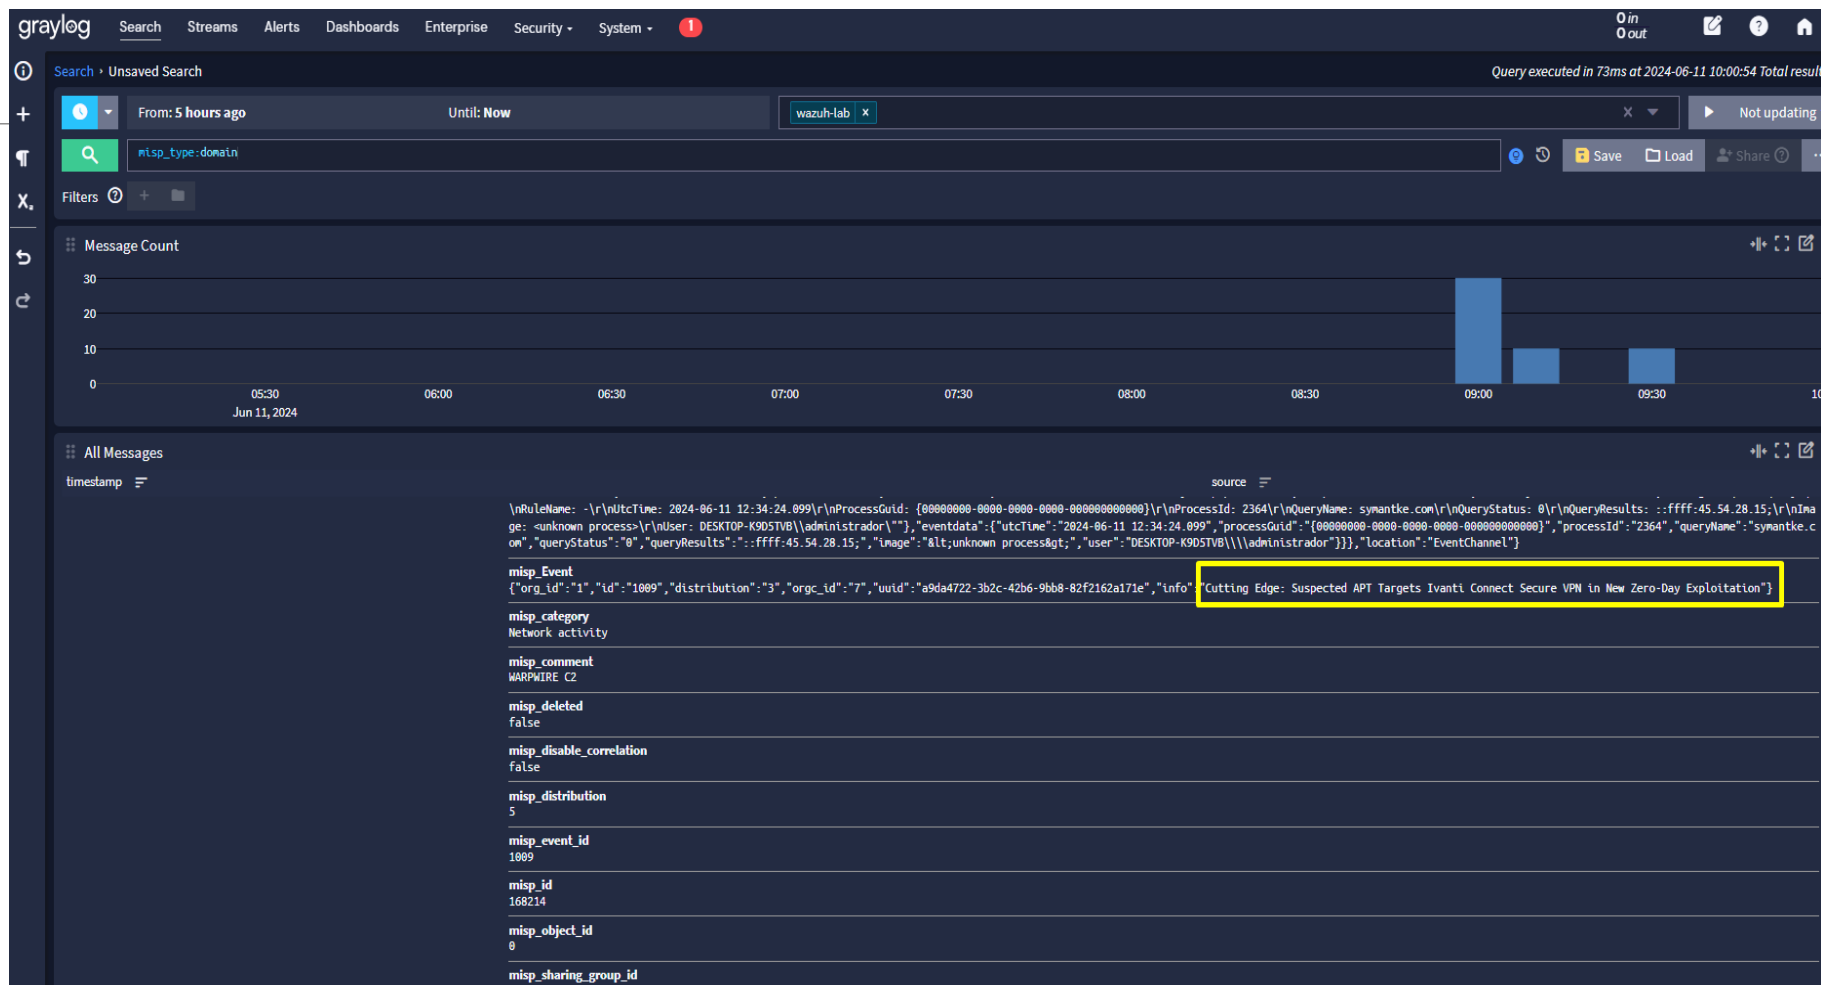 graylog Search Streams Alerts Dashboards Enterprise Security System 1 0 in
0 out
Search › Unsaved Search Query executed in 73ms at 2024-06-11 10:00:54 Total
From: 5 hours ago Until: Now wazuh-lab x Not updating
misp_type:domain Save Load Share
Filters
Message Count
30
20
10
0
05:30 06:00 06:30 07:00 07:30 08:00 08:30 09:00 09:30
Jun 11, 2024
All Messages
timestamp source
\nRuleName: -\r\nUtcTime: 2024-06-11 12:34:24.099\r\nProcessGuid: {00000000-0000-0000-0000-000000000000}\r\nProcessId: 2364\r\nQueryName: symantke.com\r\nQueryStatus: 0\r\nQueryResults: ::ffff:45.54.28.15;\r\nIma
ge: <unknown process>\r\nUser: DESKTOP-K9D5TVB\\administrador\""},"eventdata":{"utcTime":"2024-06-11 12:34:24.099","processGuid":"{00000000-0000-0000-0000-000000000000}","processId":"2364","queryName":"symantke.c
om","queryStatus":"0","queryResults":"::ffff:45.54.28.15;","image":"&lt;unknown process&gt;","user":"DESKTOP-K9D5TVB\\\\administrador"}}},"location":"EventChannel"}
misp_Event
{"org_id":"1","id":"1009","distribution":"3","orgc_id":"7","uuid":"a9da4722-3b2c-42b6-9bb8-82f2162a171e","info":"Cutting Edge: Suspected APT Targets Ivanti Connect Secure VPN in New Zero-Day Exploitation"}
misp_category
Network activity
misp_comment
WARPWIRE C2
misp_deleted
false
misp_disable_correlation
false
misp_distribution
5
misp_event_id
1009
misp_id
168214
misp_object_id
0
misp_sharing_group_id